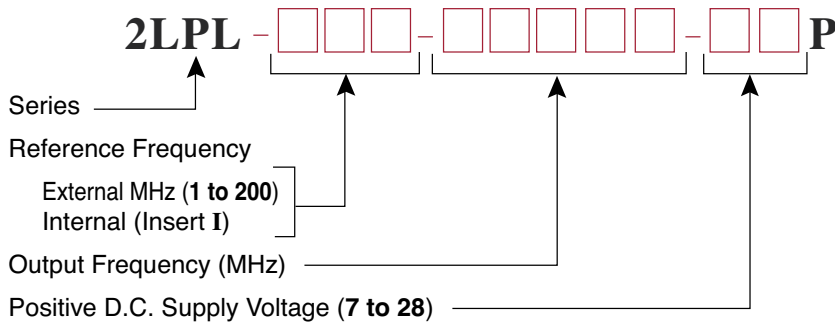 2LPL - □□□ - □□□□□ - □□ P
Series
Reference Frequency
External MHz (1 to 200)
Internal (Insert I)
Output Frequency (MHz)
Positive D.C. Supply Voltage (7 to 28)